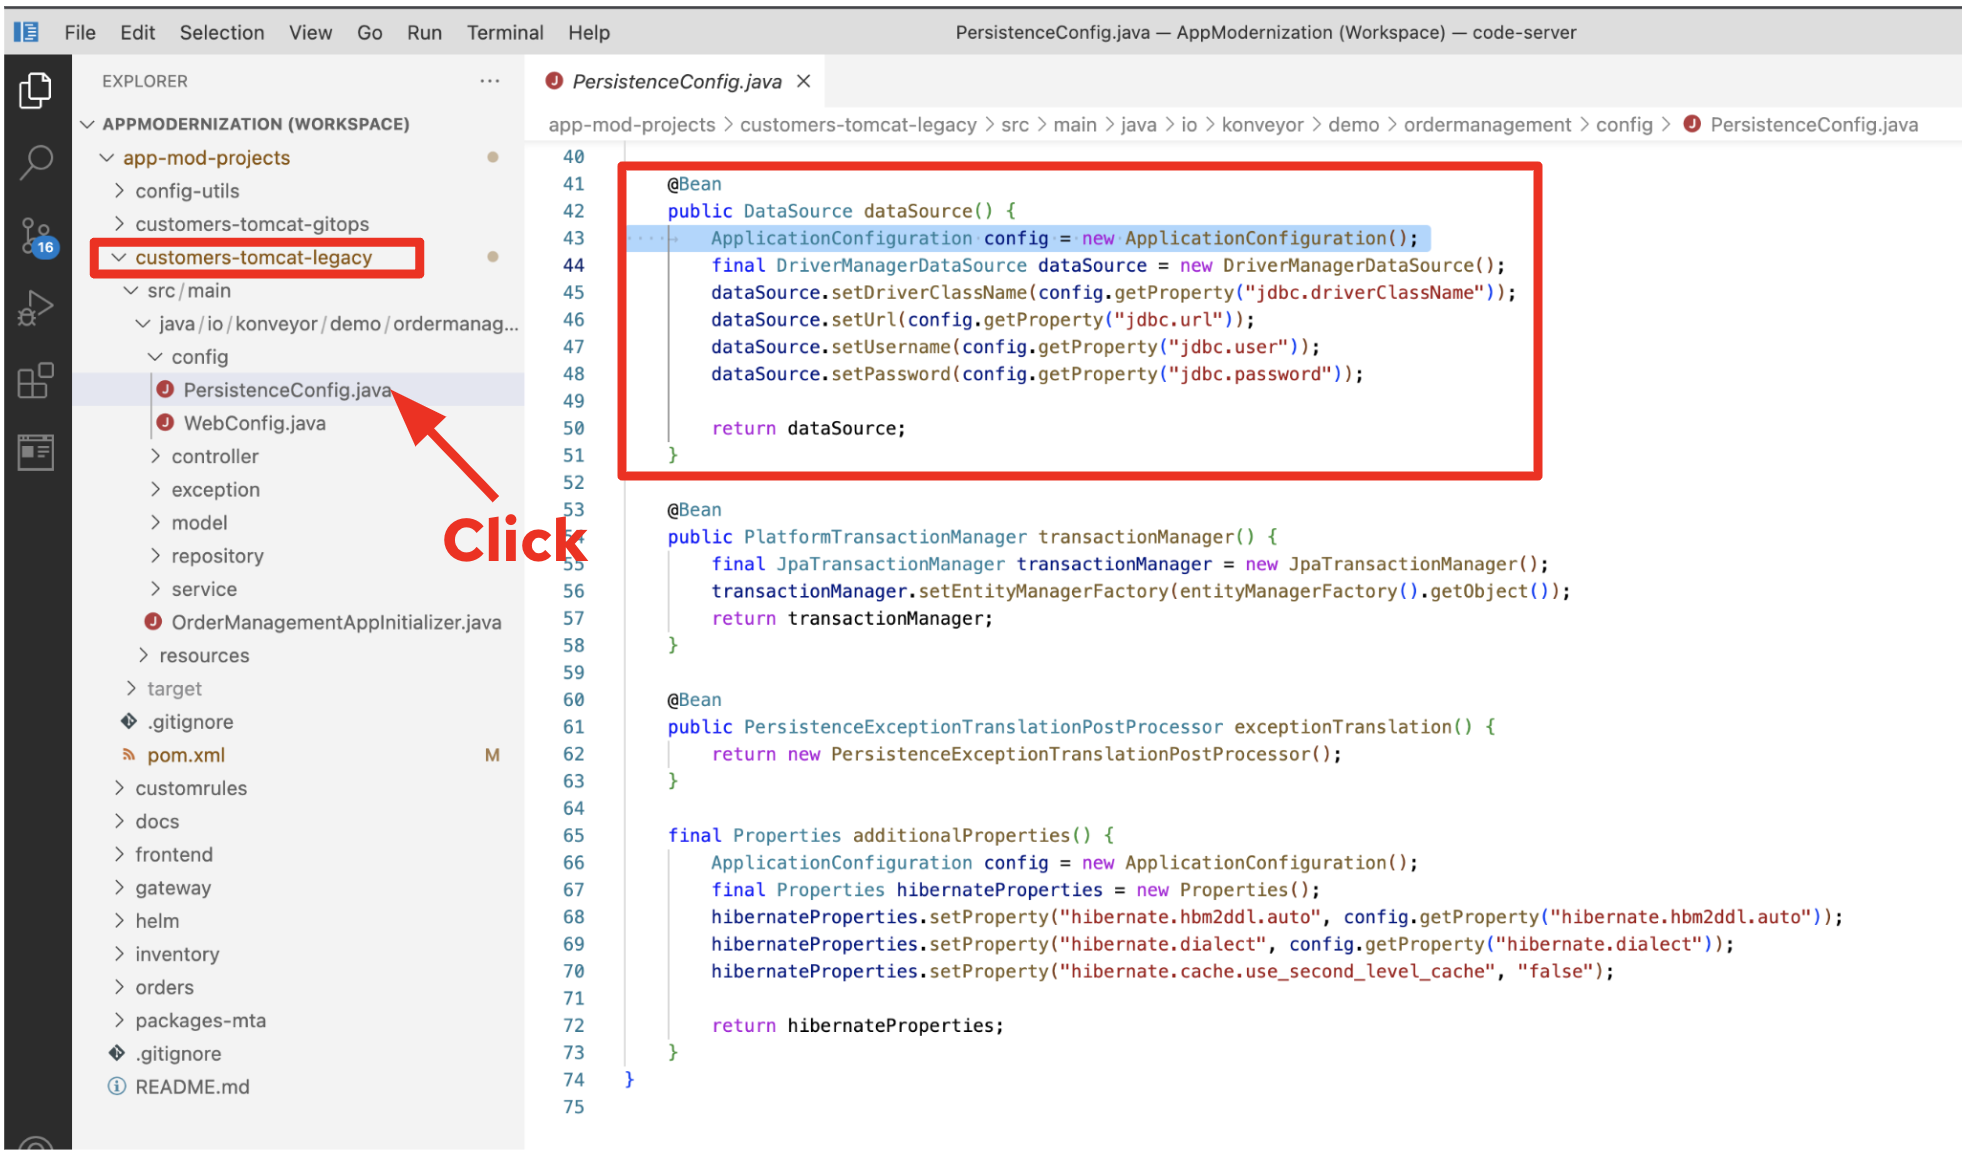 File Edit Selection View Go Run Terminal Help
PersistenceConfig.java — AppModernization (Workspace) — code-server
16
EXPLORER ...
APPMODERNIZATION (WORKSPACE)
app-mod-projects
config-utils
customers-tomcat-gitops
customers-tomcat-legacy
src/main
java/io/konveyor/demo/ordermanag...
config
PersistenceConfig.java
WebConfig.java
controller
exception
model
repository
service
OrderManagementAppInitializer.java
resources
target
.gitignore
pom.xml M
customrules
docs
frontend
gateway
helm
inventory
orders
packages-mta
.gitignore
README.md
Click
PersistenceConfig.java
app-mod-projects > customers-tomcat-legacy > src > main > java > io > konveyor > demo > ordermanagement > config > PersistenceConfig.java
40
41 @Bean
42 public DataSource dataSource() {
43 ApplicationConfiguration config = new ApplicationConfiguration();
44 final DriverManagerDataSource dataSource = new DriverManagerDataSource();
45 dataSource.setDriverClassName(config.getProperty("jdbc.driverClassName"));
46 dataSource.setUrl(config.getProperty("jdbc.url"));
47 dataSource.setUsername(config.getProperty("jdbc.user"));
48 dataSource.setPassword(config.getProperty("jdbc.password"));
49
50 return dataSource;
51 }
52
53 @Bean
54 public PlatformTransactionManager transactionManager() {
55 final JpaTransactionManager transactionManager = new JpaTransactionManager();
56 transactionManager.setEntityManagerFactory(entityManagerFactory().getObject());
57 return transactionManager;
58 }
59
60 @Bean
61 public PersistenceExceptionTranslationPostProcessor exceptionTranslation() {
62 return new PersistenceExceptionTranslationPostProcessor();
63 }
64
65 final Properties additionalProperties() {
66 ApplicationConfiguration config = new ApplicationConfiguration();
67 final Properties hibernateProperties = new Properties();
68 hibernateProperties.setProperty("hibernate.hbm2ddl.auto", config.getProperty("hibernate.hbm2ddl.auto"));
69 hibernateProperties.setProperty("hibernate.dialect", config.getProperty("hibernate.dialect"));
70 hibernateProperties.setProperty("hibernate.cache.use_second_level_cache", "false");
71
72 return hibernateProperties;
73 }
74 }
75